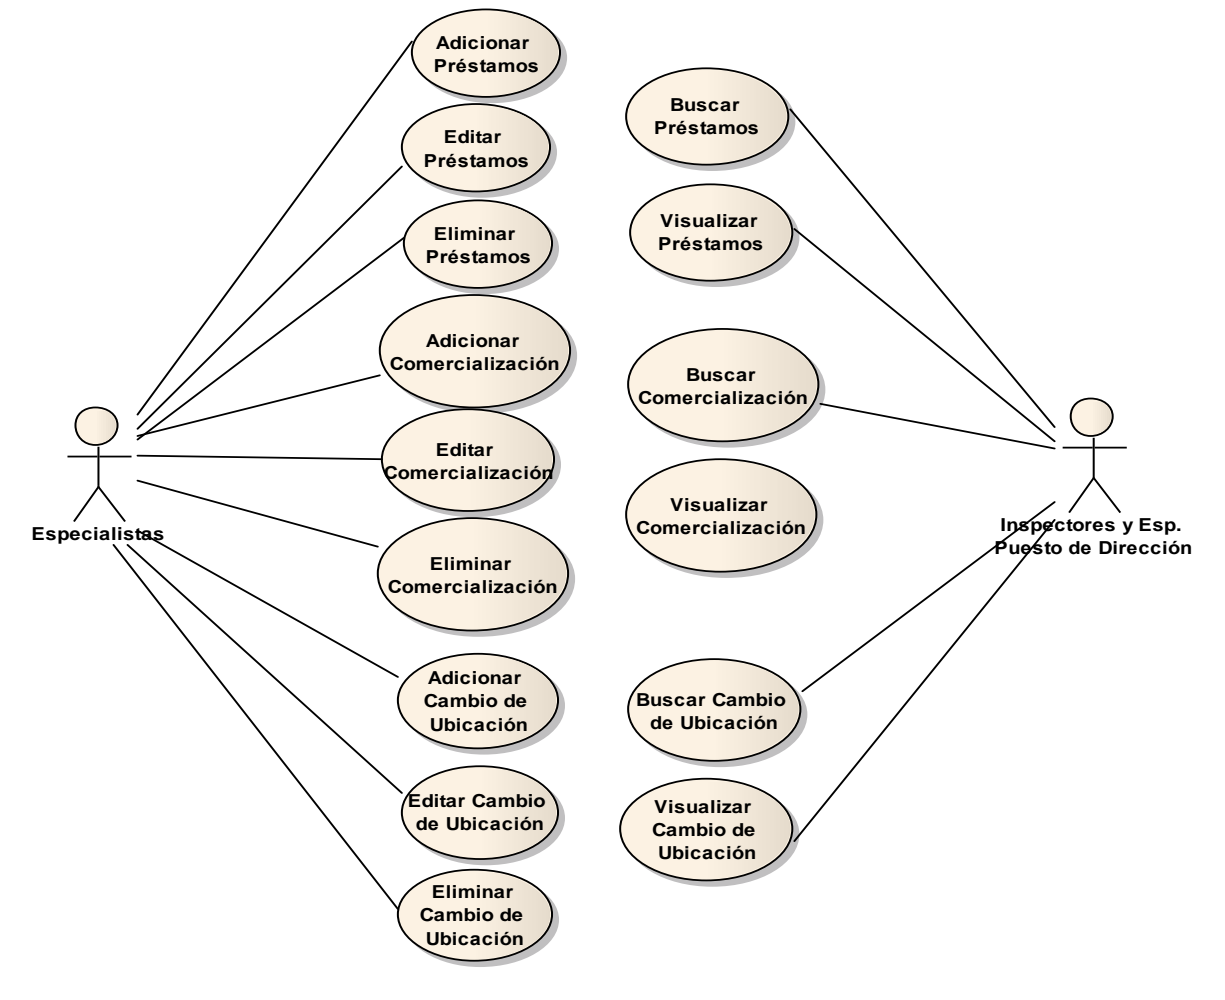 Adicionar
Préstamos
Editar
Préstamos
Eliminar
Préstamos
Adicionar
Comercialización
Editar
Comercialización
Eliminar
Comercialización
Adicionar
Cambio de
Ubicación
Editar Cambio
de Ubicación
Eliminar
Cambio de
Ubicación
Especialistas
Buscar
Préstamos
Visualizar
Préstamos
Buscar
Comercialización
Visualizar
Comercialización
Buscar Cambio
de Ubicación
Visualizar
Cambio de
Ubicación
Inspectores y Esp.
Puesto de Dirección